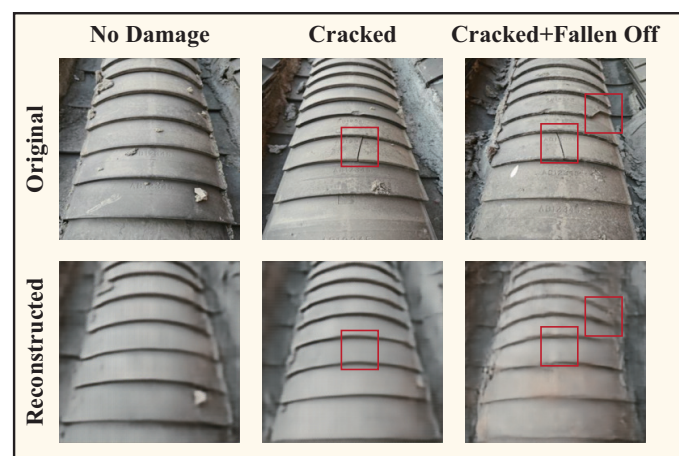 No Damage
Cracked
Cracked+Fallen Off
Original
Reconstructed